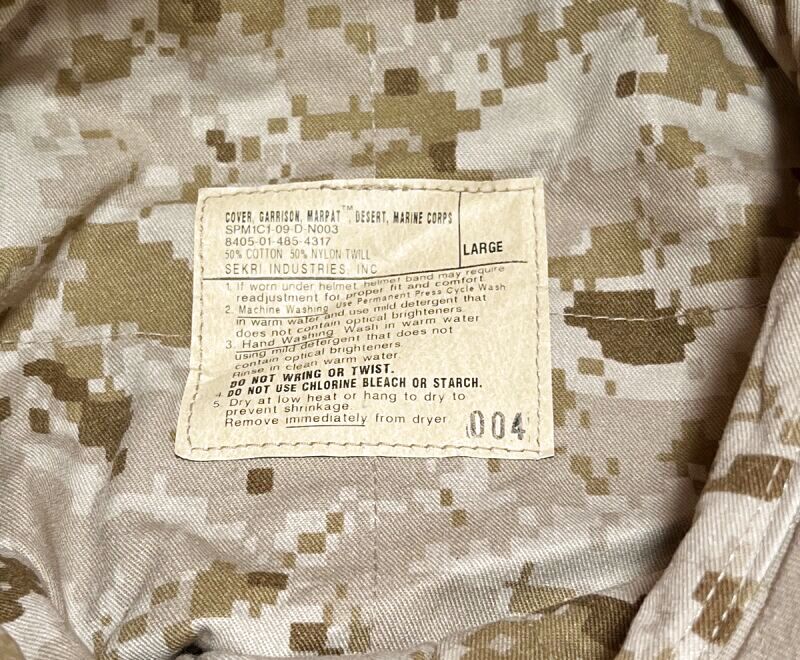 COVER, GARRISON, MARPAT™, DESERT, MARINE CORPS
SPM1C1-09-D-N003
8405-01-485-4317
50% COTTON 50% NYLON TWILL
SEKRI INDUSTRIES, INC
LARGE
1. If worn under helmet, helmet band may require
readjustment for proper fit and comfort
2. Machine Washing Use Permanent Press Cycle Wash
in warm water and use mild detergent that
does not contain optical brighteners.
3. Hand Washing Wash in warm water
using mild detergent that does not
contain optical brighteners.
Rinse in clean warm water.
DO NOT WRING OR TWIST.
4. DO NOT USE CHLORINE BLEACH OR STARCH.
5. Dry at low heat or hang to dry to
prevent shrinkage
Remove immediately from dryer.
004